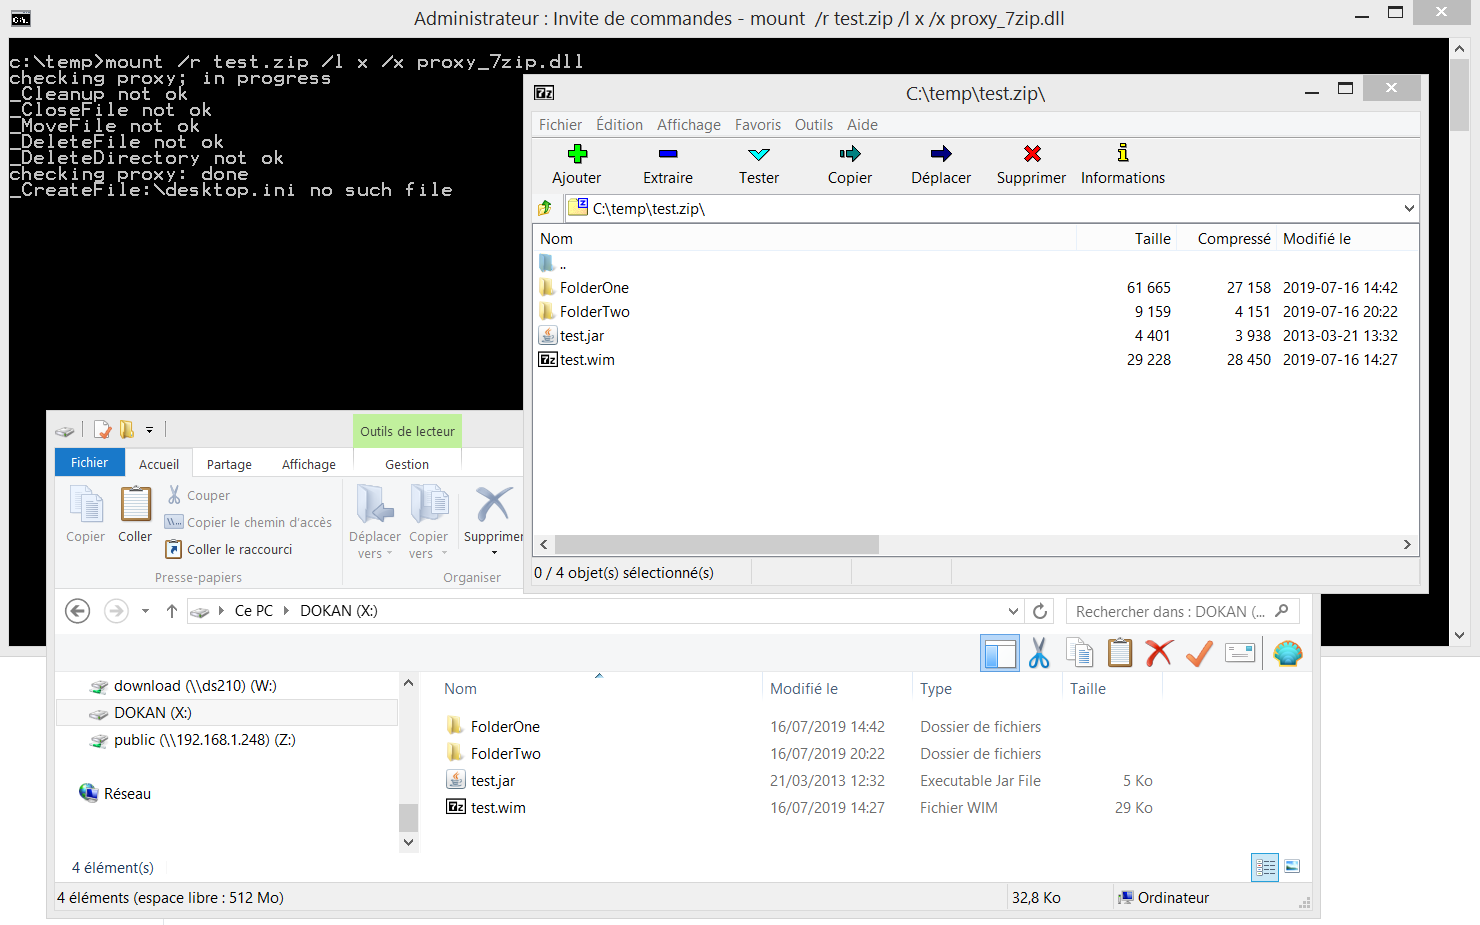 Administrateur : Invite de commandes - mount  /r test.zip /l x /x proxy_7zip.dll
c:\temp>mount /r test.zip /l x /x proxy_7zip.dll
checking proxy; in progress
_Cleanup not ok
_CloseFile not ok
_MoveFile not ok
_DeleteFile not ok
_DeleteDirectory not ok
checking proxy: done
_CreateFile:\desktop.ini no such file
C:\temp\test.zip\
Fichier Édition Affichage Favoris Outils Aide
Ajouter Extraire Tester Copier Déplacer Supprimer Informations
C:\temp\test.zip\
Nom Taille Compressé Modifié le
..
FolderOne 61 665 27 158 2019-07-16 14:42
FolderTwo 9 159 4 151 2019-07-16 20:22
test.jar 4 401 3 938 2013-03-21 13:32
test.wim 29 228 28 450 2019-07-16 14:27
0 / 4 objet(s) sélectionné(s)
Outils de lecteur
Fichier Accueil Partage Affichage Gestion
Copier
Coller
Couper
Copier le chemin d'accès
Coller le raccourci
Presse-papiers
Déplacer vers
Copier vers
Supprimer
Organiser
Ce PC DOKAN (X:)
Rechercher dans : DOKAN (...
download (\\ds210) (W:)
DOKAN (X:)
public (\\192.168.1.248) (Z:)
Réseau
Nom Modifié le Type Taille
FolderOne 16/07/2019 14:42 Dossier de fichiers
FolderTwo 16/07/2019 20:22 Dossier de fichiers
test.jar 21/03/2013 12:32 Executable Jar File 5 Ko
test.wim 16/07/2019 14:27 Fichier WIM 29 Ko
4 élément(s)
4 éléments (espace libre : 512 Mo) 32,8 Ko Ordinateur